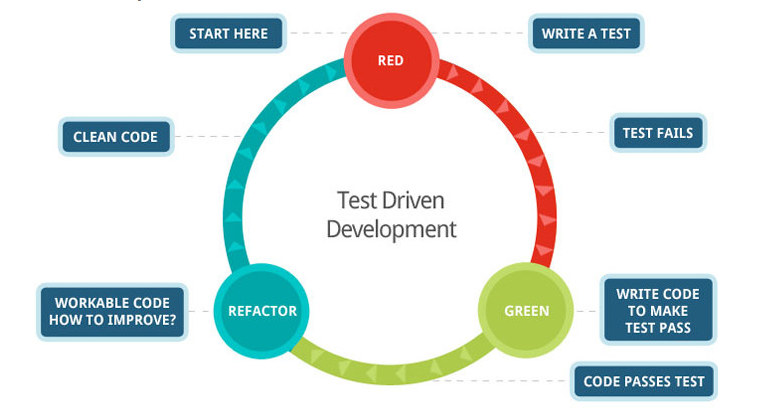 START HERE
RED
WRITE A TEST
CLEAN CODE
TEST FAILS
Test Driven
Development
WORKABLE CODE
HOW TO IMPROVE?
REFACTOR
GREEN
WRITE CODE
TO MAKE
TEST PASS
CODE PASSES TEST